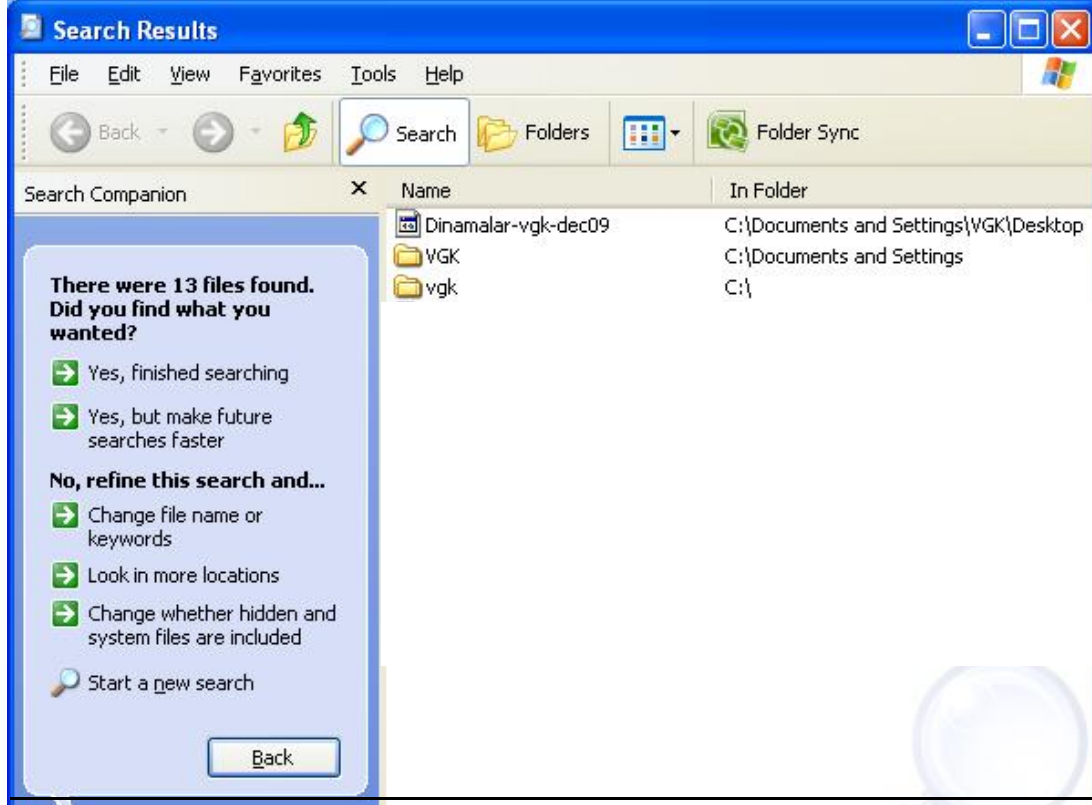 Search Results
File Edit View Favorites Tools Help
Back Search Folders Folder Sync
Search Companion
Name In Folder
Dinamalar-vgk-dec09 C:\Documents and Settings\VGK\Desktop
VGK C:\Documents and Settings
vgk C:\
There were 13 files found.
Did you find what you
wanted?
Yes, finished searching
Yes, but make future
searches faster
No, refine this search and...
Change file name or
keywords
Look in more locations
Change whether hidden and
system files are included
Start a new search
Back